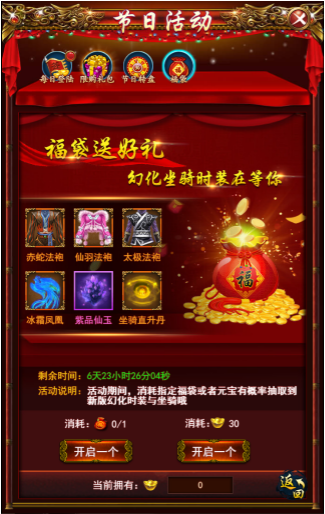 节日活动
每日登陆 限购礼包 节日转盘 福袋
福袋送好礼
幻化坐骑时装在等你
福
赤蛇法袍 仙羽法袍 太极法袍
冰霜凤凰 紫品仙玉 坐骑直升丹
剩余时间：6天23小时26分04秒
活动说明：活动期间，消耗指定福袋或者元宝有概率抽取到
新版幻化时装与坐骑哦
消耗： 0/1 消耗： 30
开启一个 开启一个
当前拥有： 0
返回